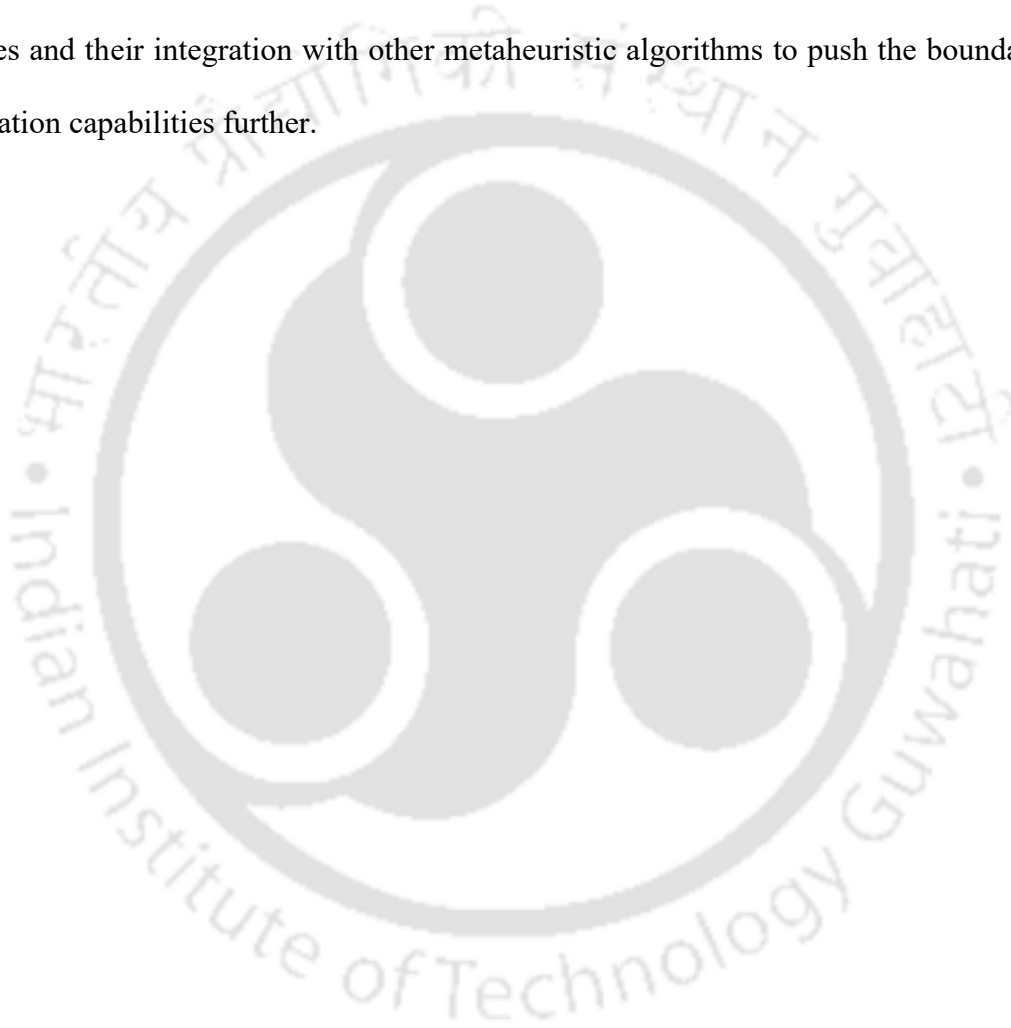 es and their integration with other metaheuristic algorithms to push the bounda
ation capabilities further.
भारतीय प्रौद्योगिकी संस्थान गुवाहाटी
• Indian Institute of Technology Guwahati •